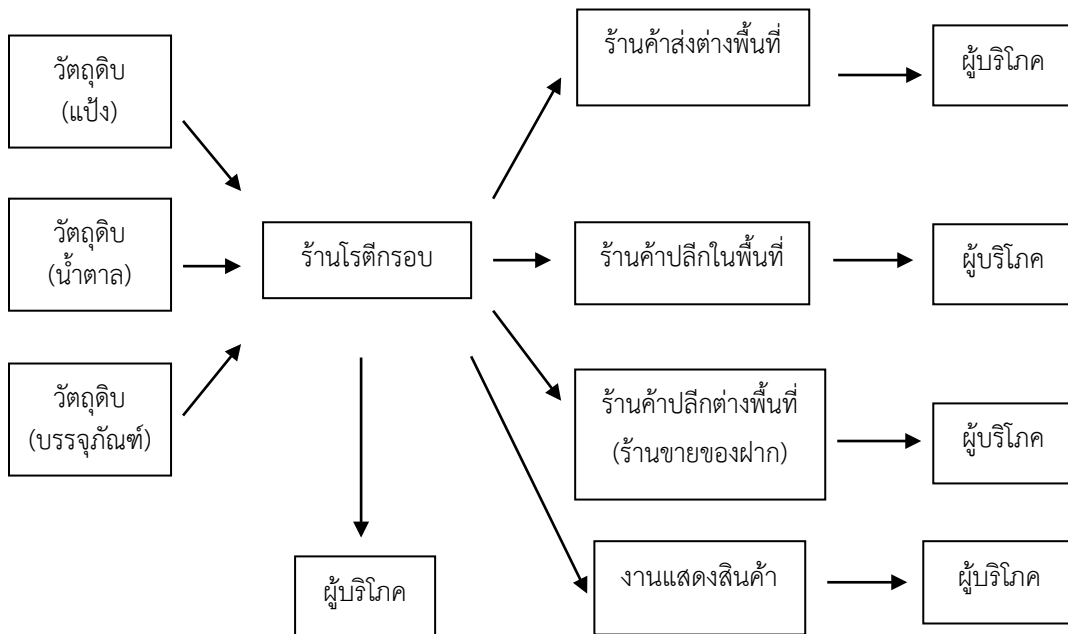 วัตถุดิบ
(แป้ง)
วัตถุดิบ
(น้ำตาล)
วัตถุดิบ
(บรรจุภัณฑ์)
ร้านโรตีกรอบ
ผู้บริโภค
ร้านค้าส่งต่างพื้นที่
ผู้บริโภค
ร้านค้าปลีกในพื้นที่
ผู้บริโภค
ร้านค้าปลีกต่างพื้นที่
(ร้านขายของฝาก)
ผู้บริโภค
งานแสดงสินค้า
ผู้บริโภค